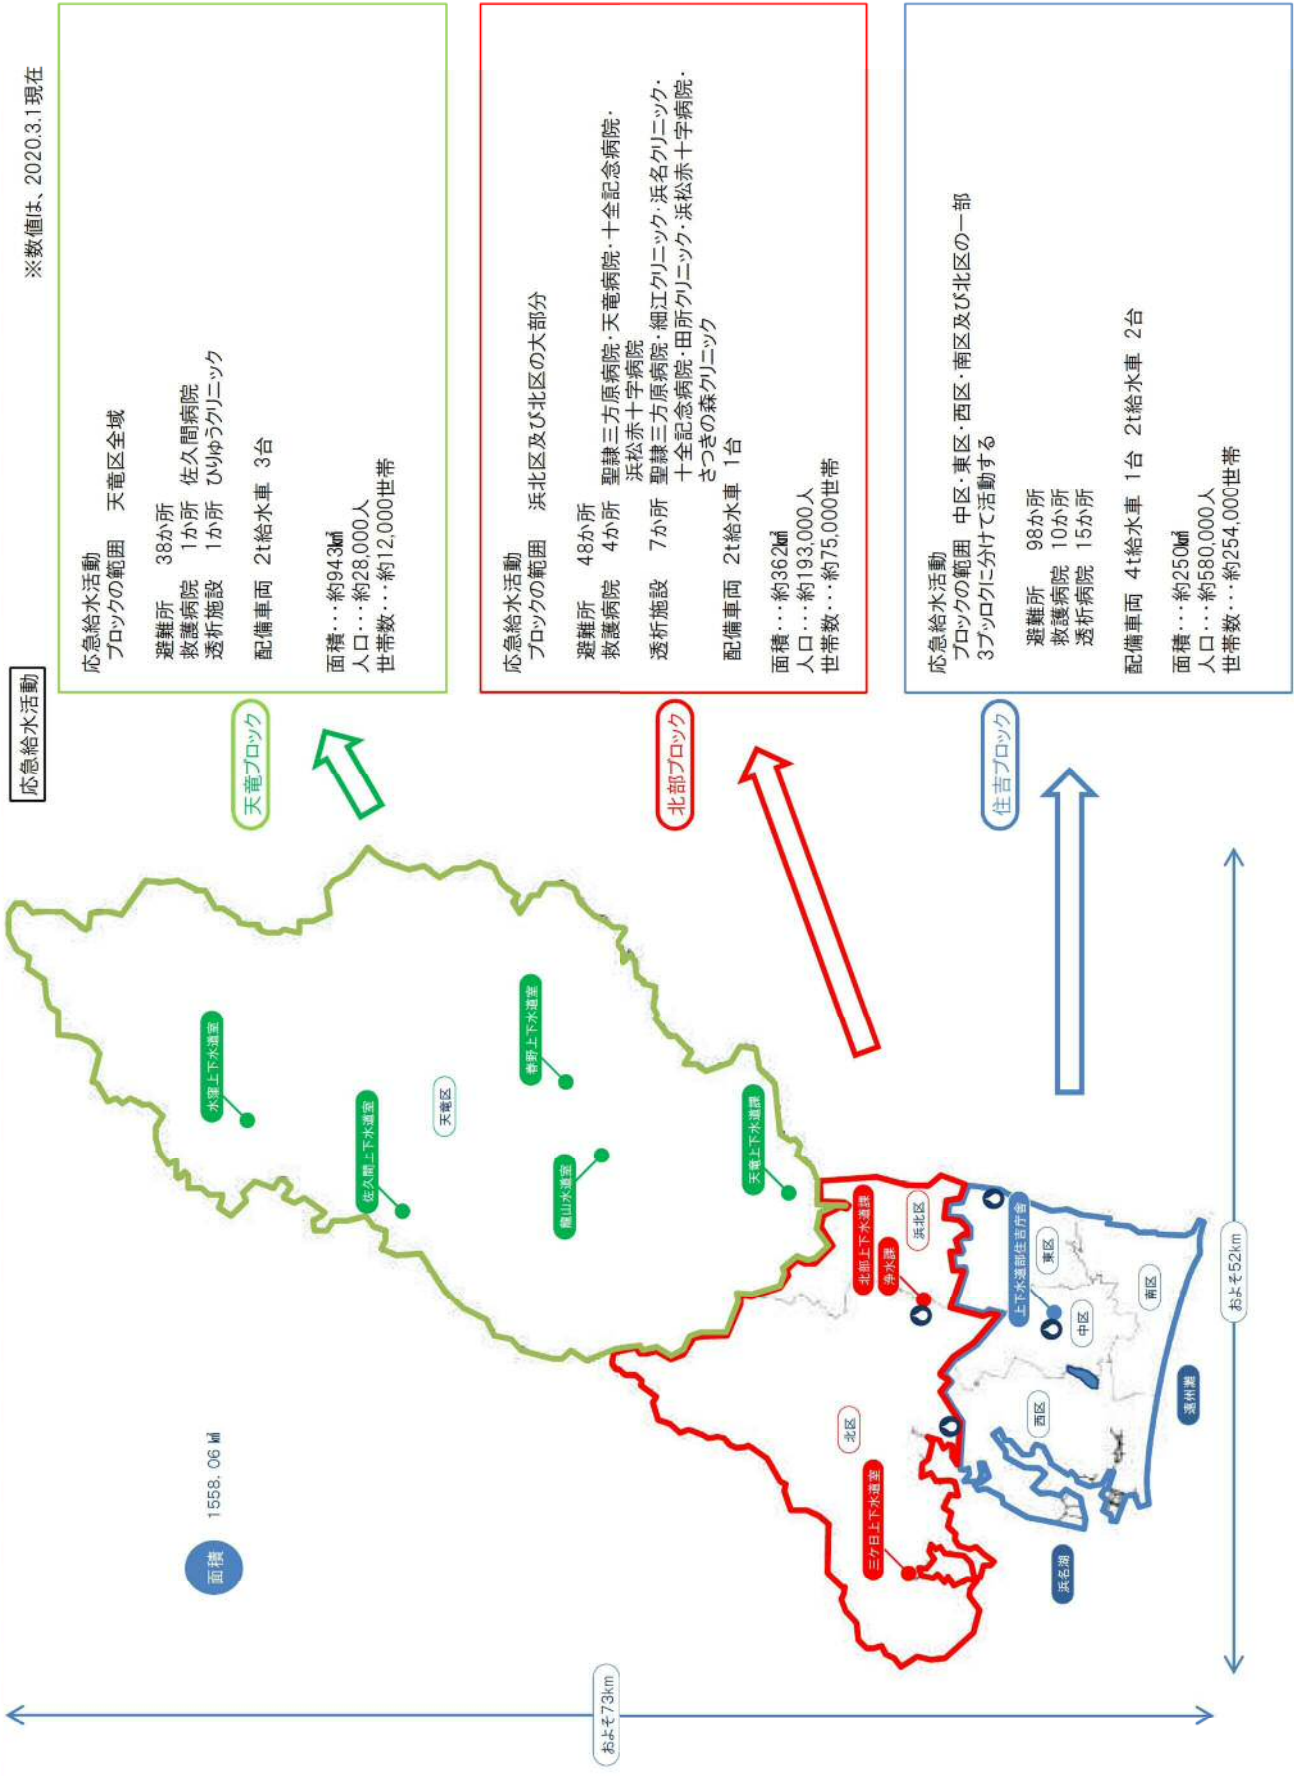 応急給水活動
※数値は、2020.3.1現在
天竜ブロック
応急給水活動
ブロックの範囲 天竜区全域
避難所 38か所
救護病院 1か所 佐久間病院
透析施設 1か所 ひりゅうクリニック
配備車両 2t給水車 3台
面積・・・約943㎢
人口・・・約28,000人
世帯数・・・約12,000世帯
北部ブロック
応急給水活動
ブロックの範囲 浜北区及び北区の大部分
避難所 48か所
救護病院 4か所 聖隷三方原病院・天竜病院・十全記念病院・
浜松赤十字病院
透析施設 7か所 聖隷三方原病院・細江クリニック・浜名クリニック・
十全記念病院・田所クリニック・浜松赤十字病院・
さつきの森クリニック
配備車両 2t給水車 1台
面積・・・約362㎢
人口・・・約193,000人
世帯数・・・約75,000世帯
住吉ブロック
応急給水活動
ブロックの範囲 中区・東区・西区・南区及び北区の一部
3ブッロクに分けて活動する
避難所 98か所
救護病院 10か所
透析病院 15か所
配備車両 4t給水車 1台 2t給水車 2台
面積・・・約250㎢
人口・・・約580,000人
世帯数・・・約254,000世帯
面積
1558.06㎢
水窪上下水道室
佐久間上下水道室
天竜区
春野上下水道室
龍山水道室
天竜上下水道課
北部上下水道課
浄水課
浜北区
北区
三ケ日上下水道室
上下水道部住吉庁舎
東区
中区
西区
南区
浜名湖
遠州灘
およそ73km
およそ52km